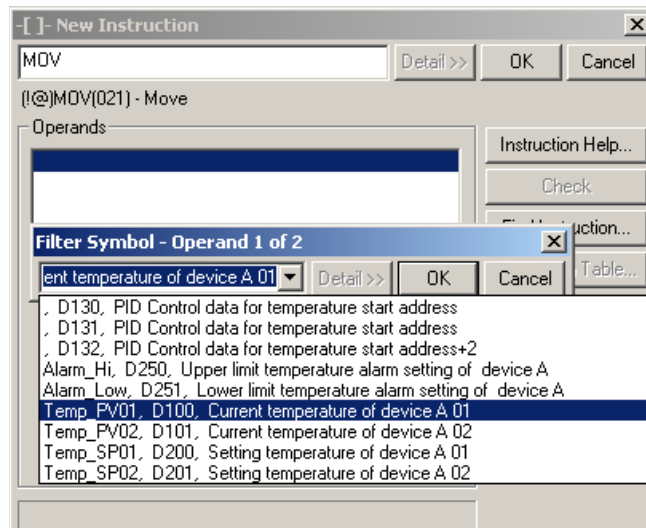 -[ ]- New Instruction
MOV
Detail >>
OK
Cancel
(!@)MOV(021) - Move
Operands
Instruction Help...
Check
uction...
Table...
Filter Symbol - Operand 1 of 2
ent temperature of device A 01
Detail >>
OK
Cancel
, D130, PID Control data for temperature start address
, D131, PID Control data for temperature start address
, D132, PID Control data for temperature start address+2
Alarm_Hi, D250, Upper limit temperature alarm setting of device A
Alarm_Low, D251, Lower limit temperature alarm setting of device A
Temp_PV01, D100, Current temperature of device A 01
Temp_PV02, D101, Current temperature of device A 02
Temp_SP01, D200, Setting temperature of device A 01
Temp_SP02, D201, Setting temperature of device A 02